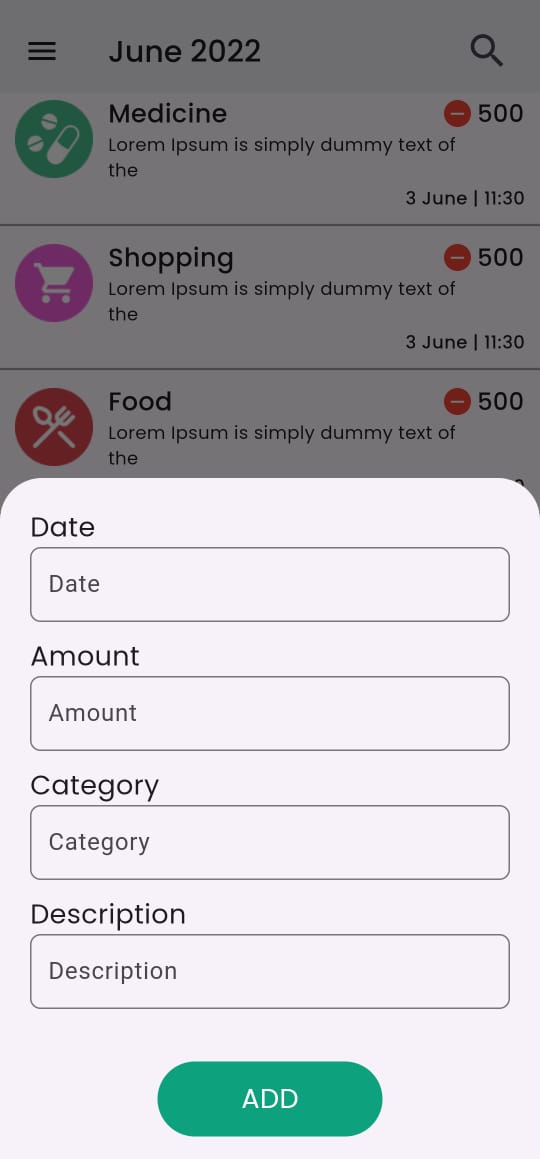 June 2022
Medicine 500
Lorem Ipsum is simply dummy text of
the
3 June | 11:30
Shopping 500
Lorem Ipsum is simply dummy text of
the
3 June | 11:30
Food 500
Lorem Ipsum is simply dummy text of
the
Date
Date
Amount
Amount
Category
Category
Description
Description
ADD